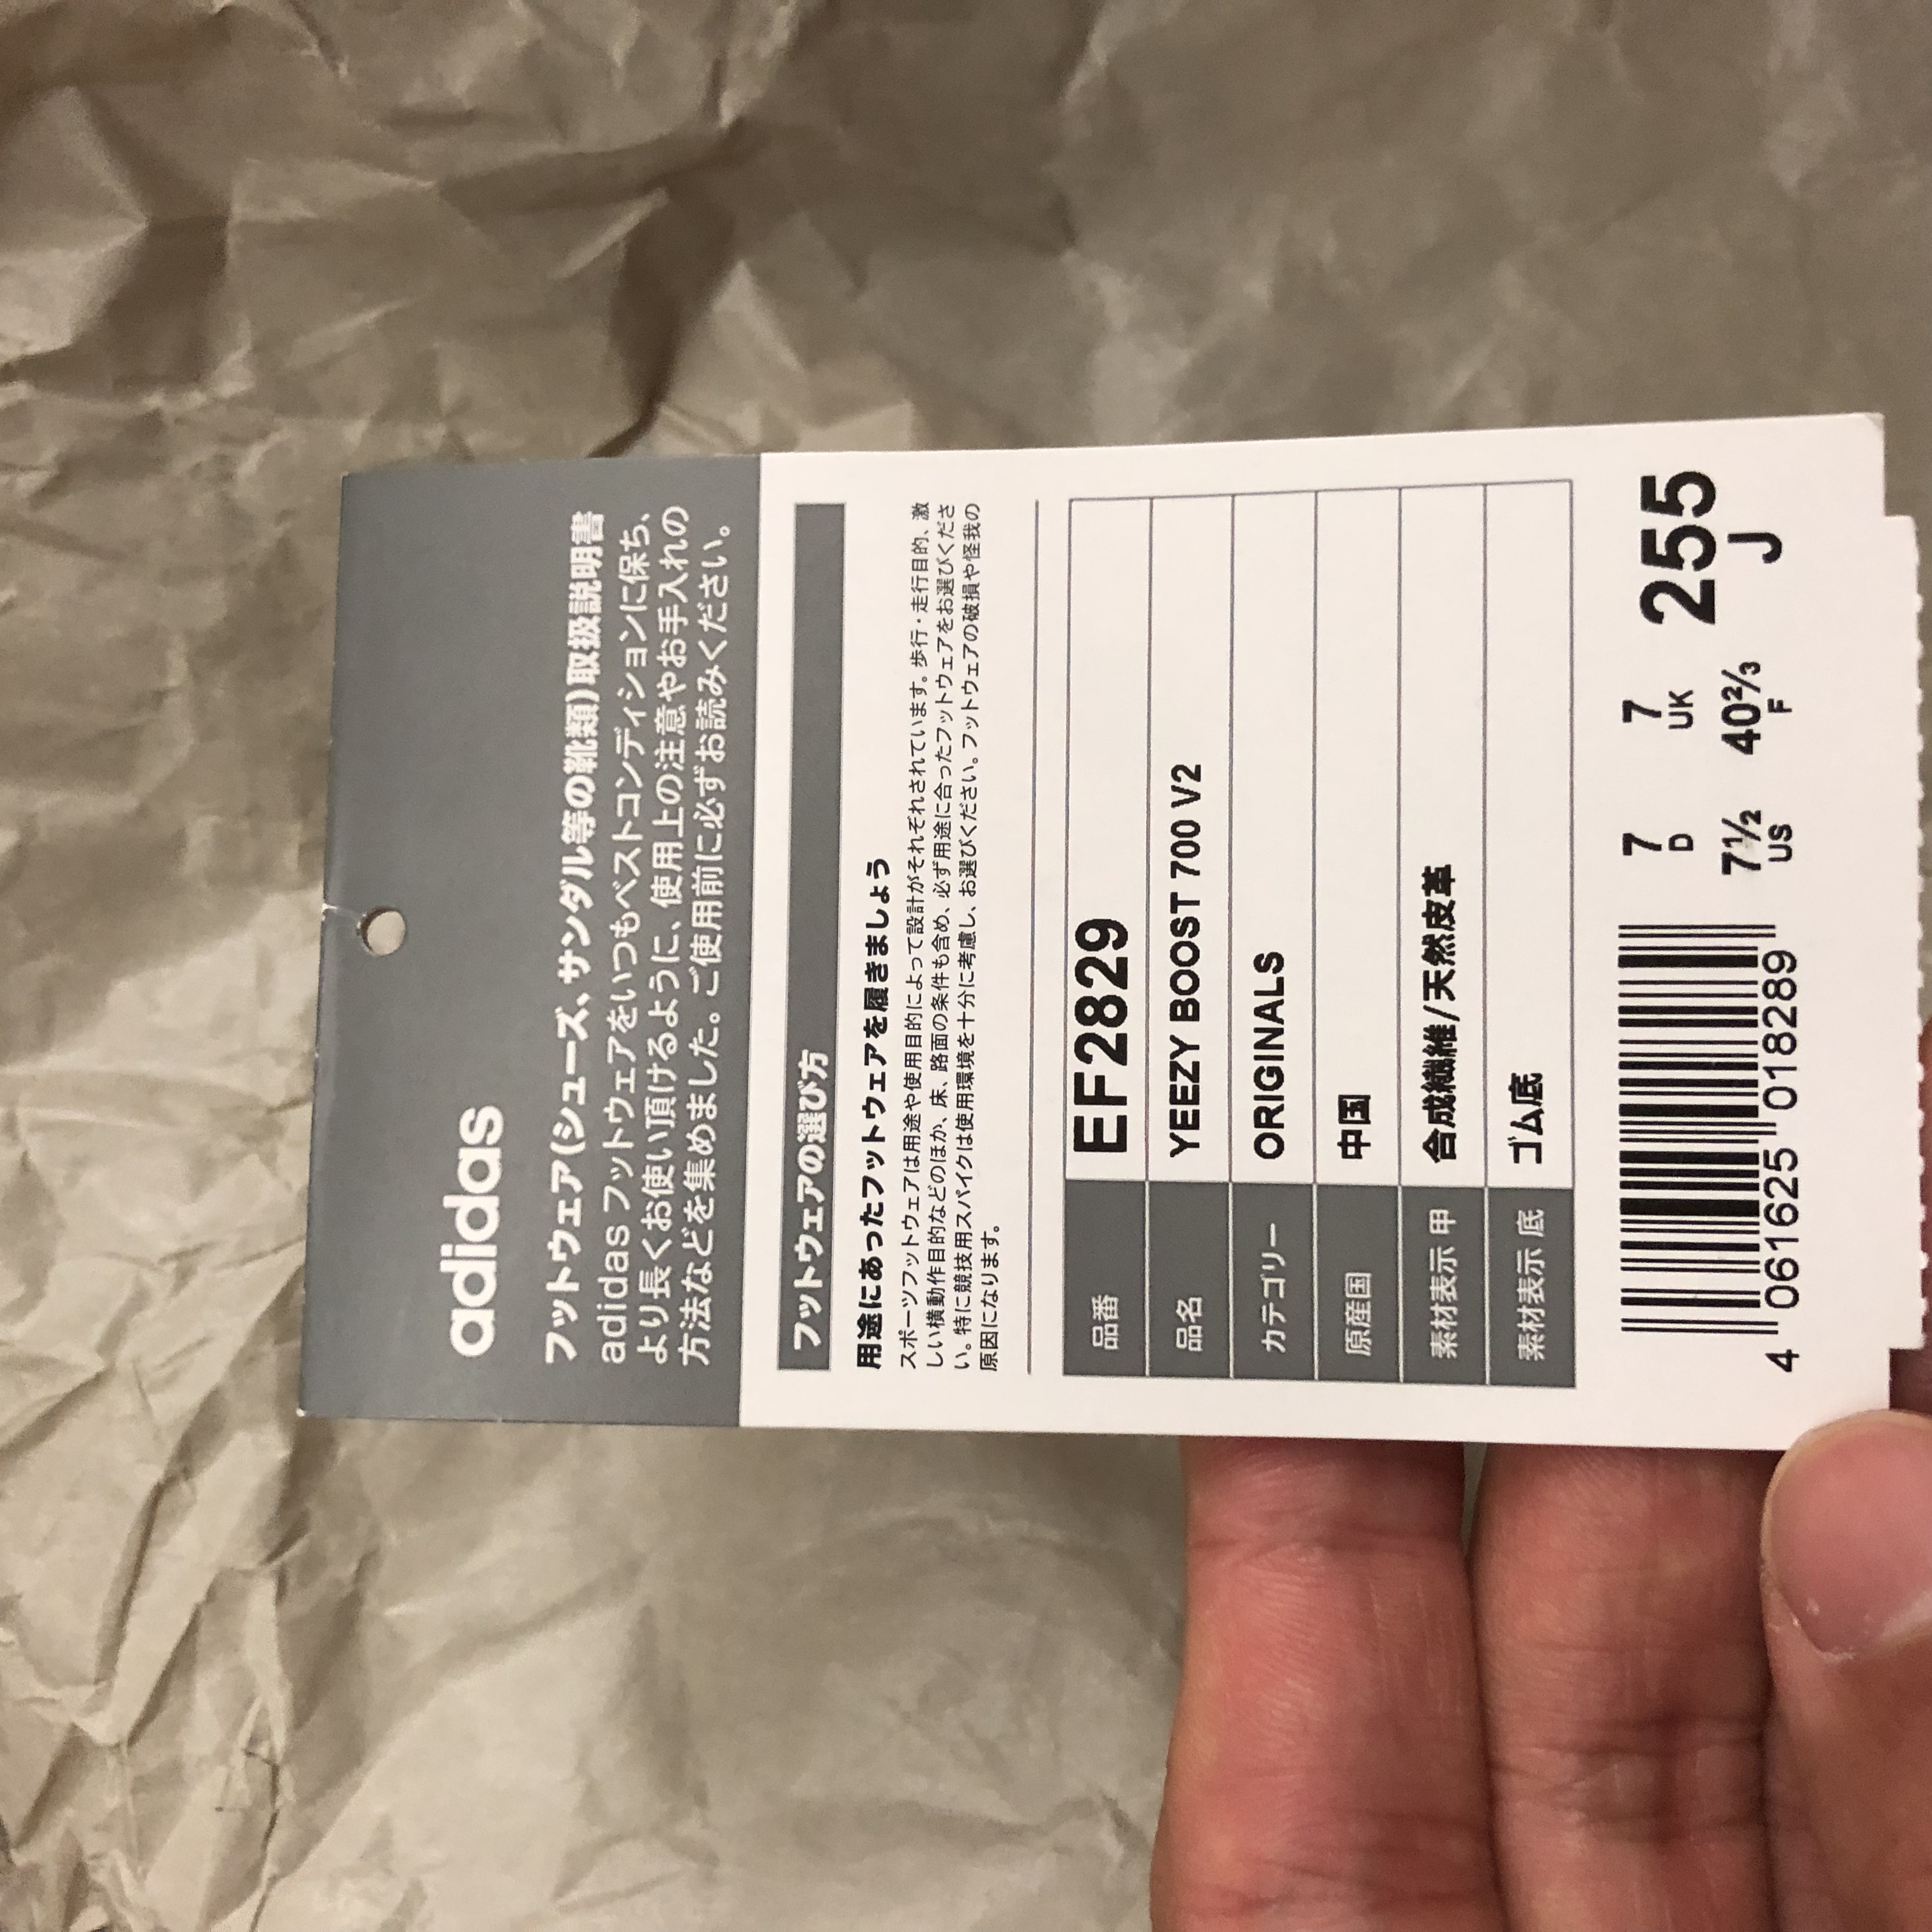 adidas
フットウェア(シューズ、サンダル等の靴類)取扱説明書
adidas フットウェアをいつもベストコンディションに保ち、
より長くお使い頂けるように、使用上の注意やお手入れの
方法などを集めました。ご使用前に必ずお読みください。
フットウェアの選び方
用途にあったフットウェアを履きましょう
スポーツフットウェアは用途や使用目的によって設計がそれぞれされています。歩行・走行目的、激
しい横動作目的などのほか、床、路面の条件も含め、必ず用途に合ったフットウェアをお選びくださ
い。特に競技用スパイクは使用環境を十分に考慮し、お選びください。フットウェアの破損や怪我の
原因になります。
品番 EF2829
品名 YEEZY BOOST 700 V2
カテゴリー ORIGINALS
原産国 中国
素材表示 甲 合成繊維/天然皮革
素材表示 底 ゴム底
7 7 255
D UK J
7½ 40⅔
US F
4 061625 018289